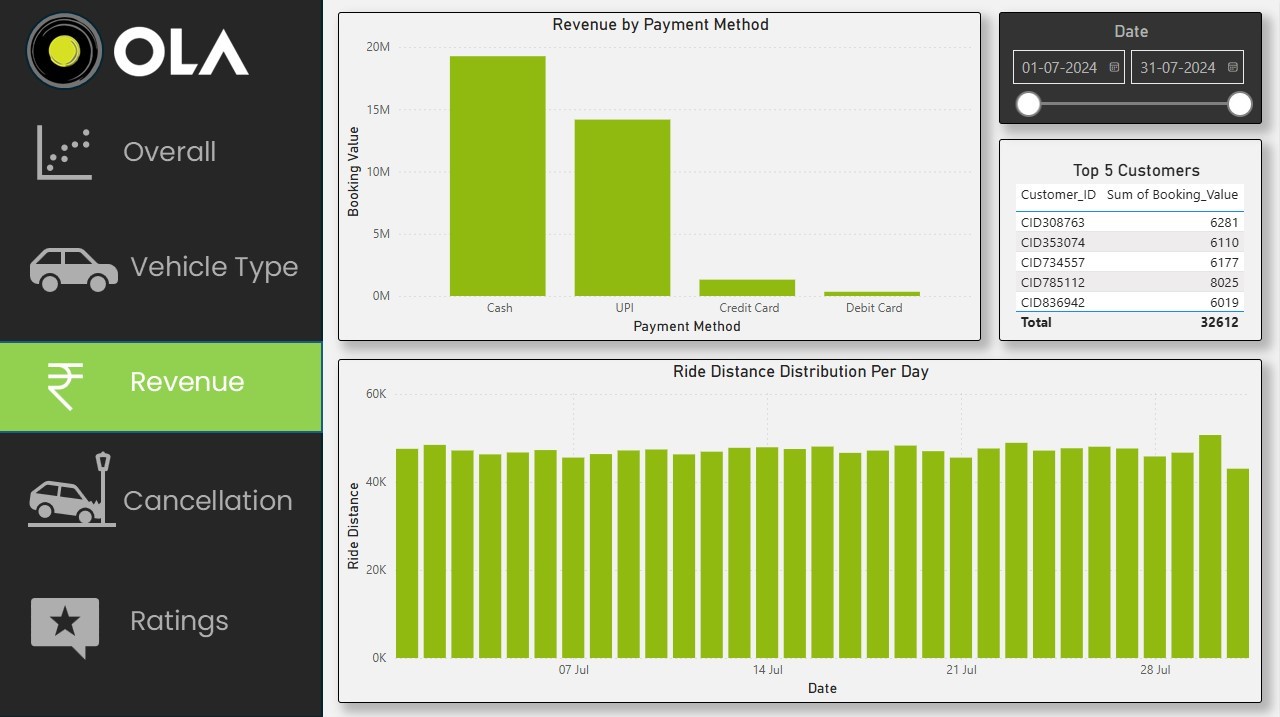 OLA
Overall
Vehicle Type
₹ Revenue
Cancellation
Ratings
Revenue by Payment Method
20M
15M
10M
5M
0M
Booking Value
Cash UPI Credit Card Debit Card
Payment Method
Date
01-07-2024 31-07-2024
Top 5 Customers
Customer_ID Sum of Booking_Value
CID308763 6281
CID353074 6110
CID734557 6177
CID785112 8025
CID836942 6019
Total 32612
Ride Distance Distribution Per Day
60K
40K
20K
0K
Ride Distance
07 Jul 14 Jul 21 Jul 28 Jul
Date